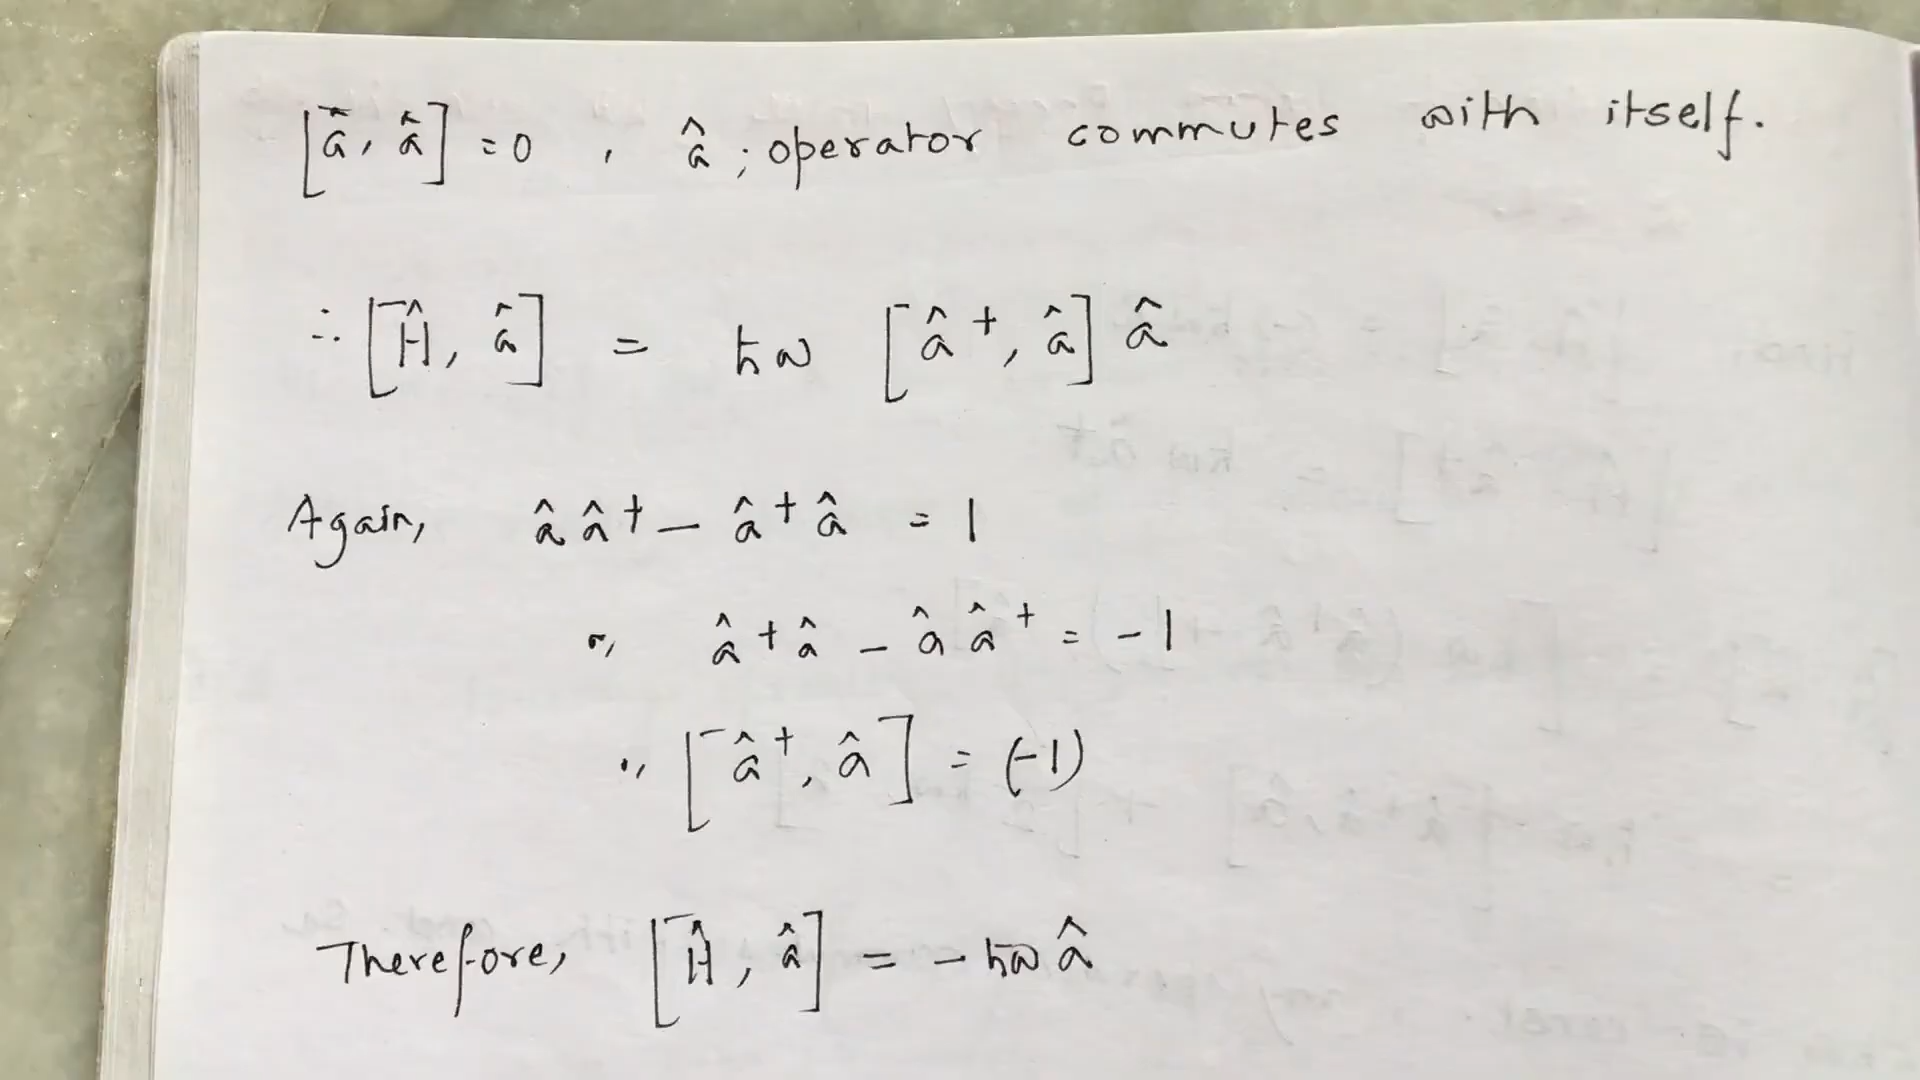 [â, â] = 0 , â ; operator commutes with itself.
∴ [Ĥ, â] = ħω [â†, â] â
Again, â â† – â† â = 1
or, â† â – â â† = –1
or, [â†, â] = (–1)
Therefore, [Ĥ, â] = – ħω â